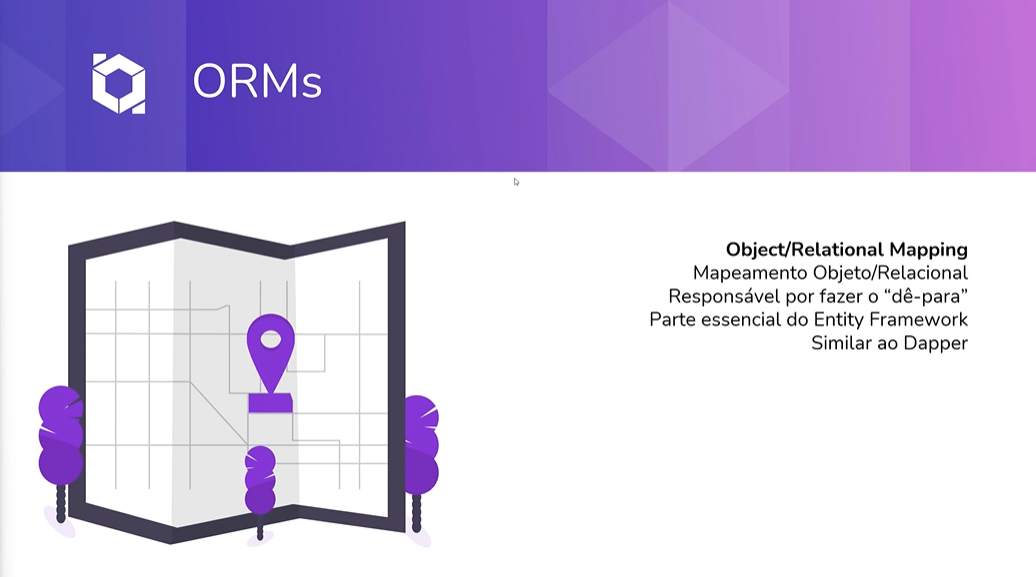 ORMs
Object/Relational Mapping
Mapeamento Objeto/Relacional
Responsável por fazer o “dê-para”
Parte essencial do Entity Framework
Similar ao Dapper